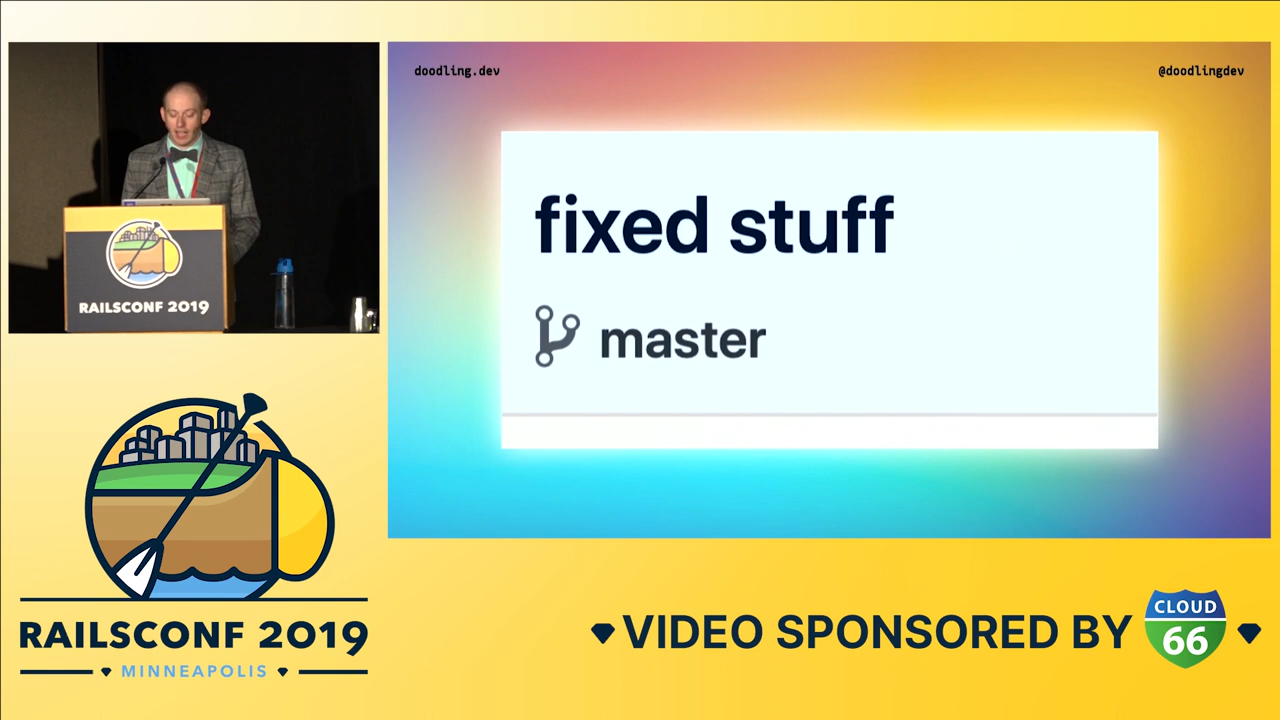 doodling.dev
@doodlingdev
fixed stuff
master
RAILSCONF 2019
RAILSCONF 2019
MINNEAPOLIS
VIDEO SPONSORED BY
CLOUD
66